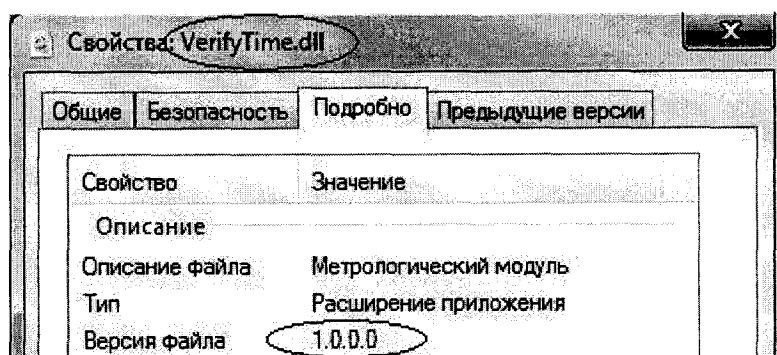 Свойства: VerifyTime.dll
Общие Безопасность Подробно Предыдущие версии
Свойство Значение
Описание
Описание файла Метрологический модуль
Тип Расширение приложения
Версия файла 1.0.0.0